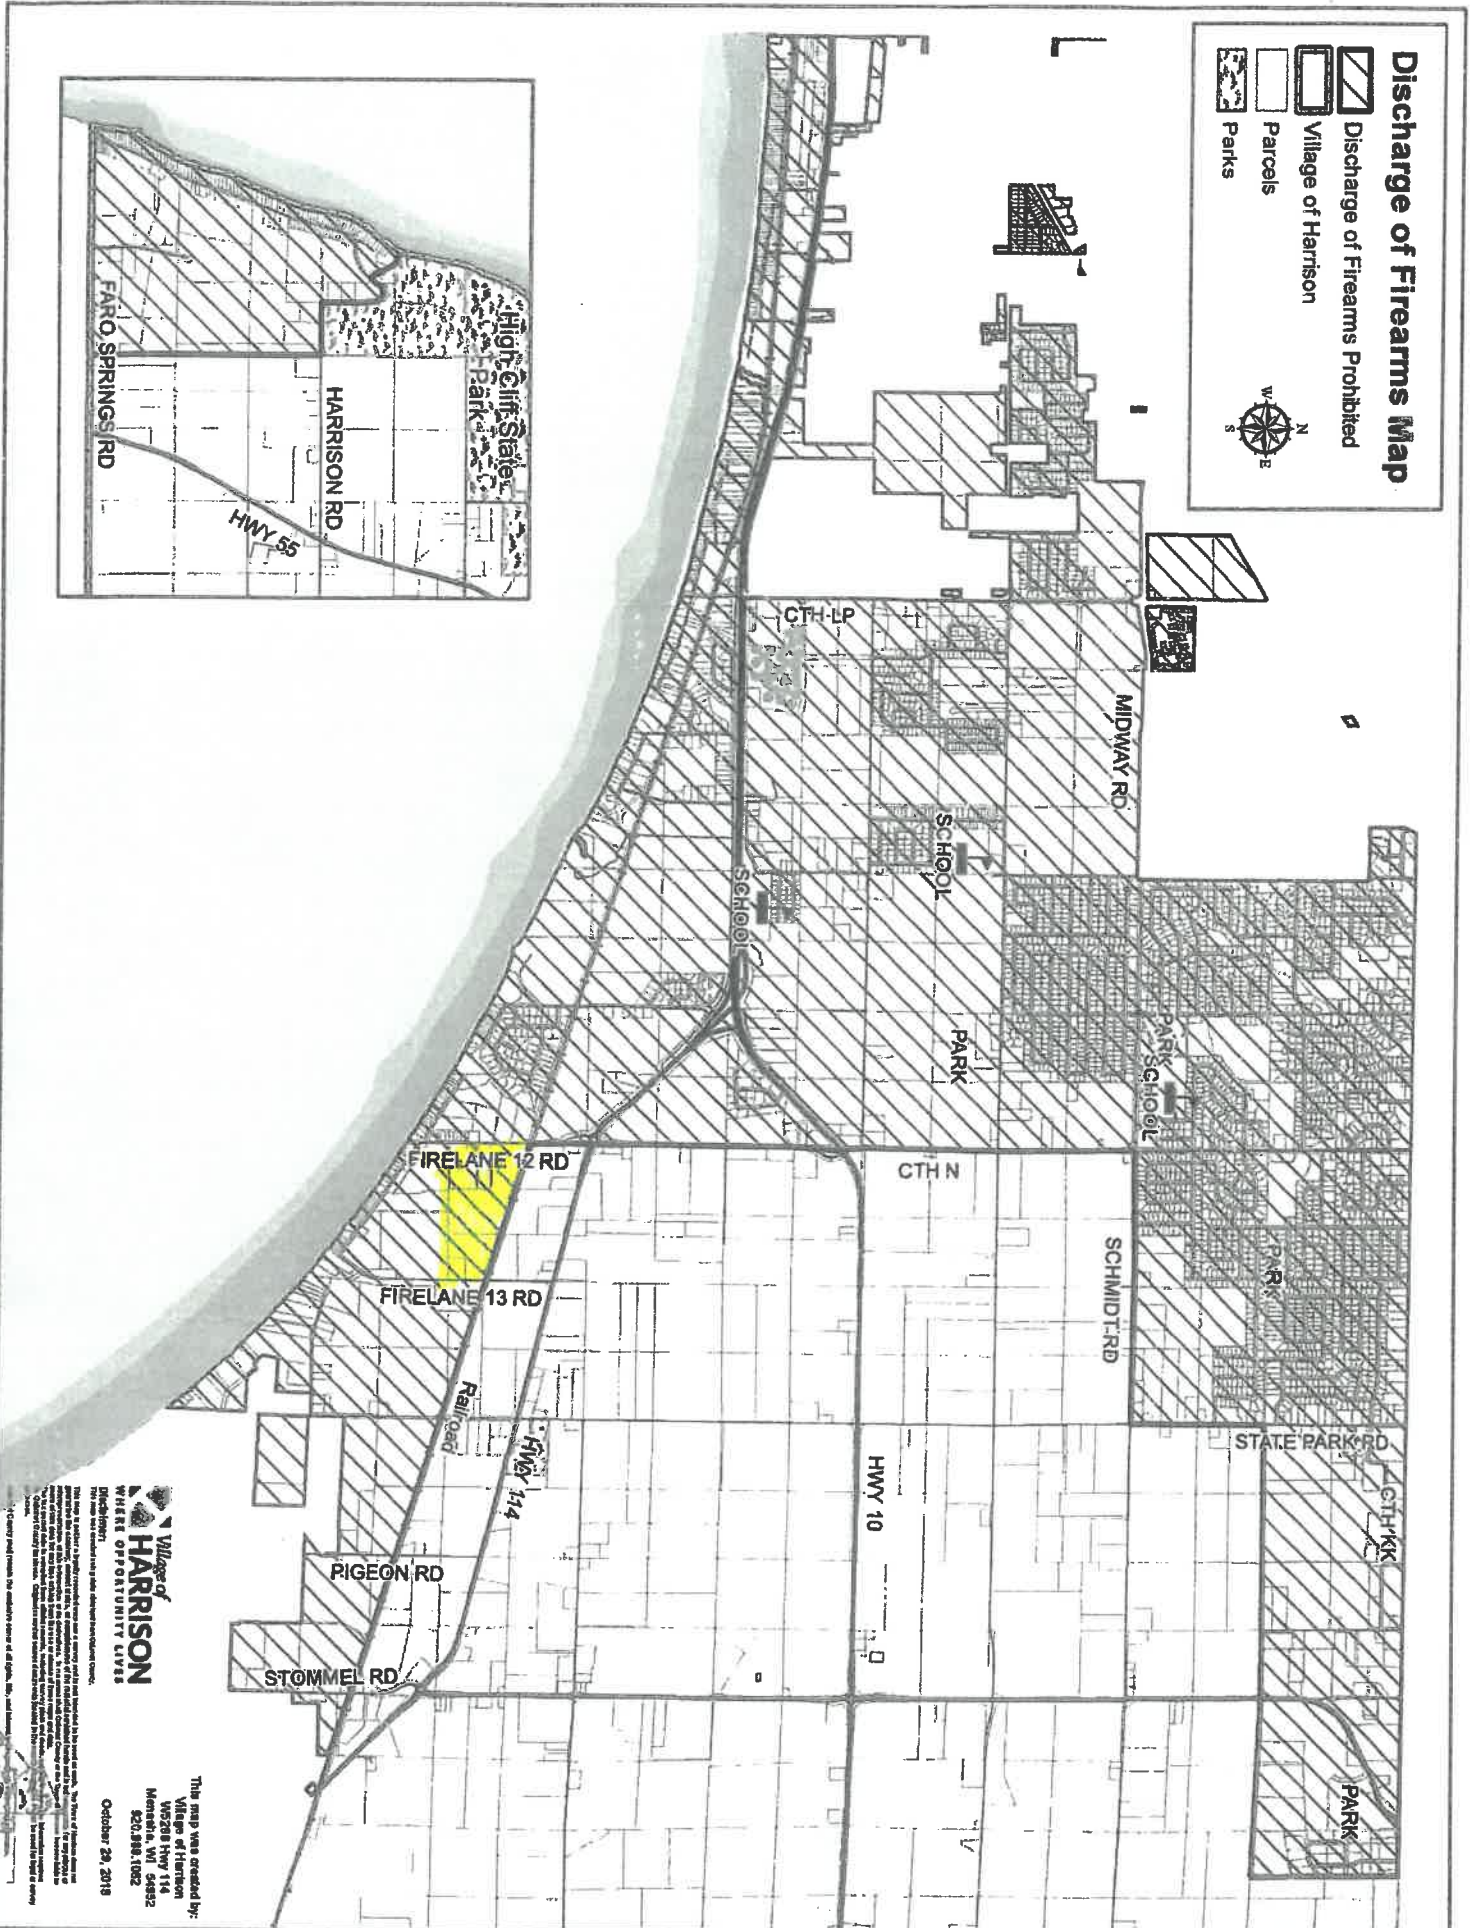 Discharge of Firearms Map
Discharge of Firearms Prohibited
Village of Harrison
Parcels
Parks
N
W
E
S
CTH-LP
MIDWAY RD
SCHOOL
SCHOOL
PARK
PARK
SCHOOL
PARK
CTH N
SCHMIDT-RD
STATE PARK RD
CTH KK
PARK
HWY 10
FIRELANE 12 RD
FIRELANE 13 RD
Railroad
HWY 114
PIGEON RD
STOMMEL RD
High Cliff State
Park
HARRISON RD
FARO SPRINGS RD
HWY 55
Village of
HARRISON
WHERE OPPORTUNITY LIVES
Disclaimer:
This map was created by:
Village of Harrison
W5298 Hwy 114
Menasha, WI 54952
920.989.1062
October 29, 2018